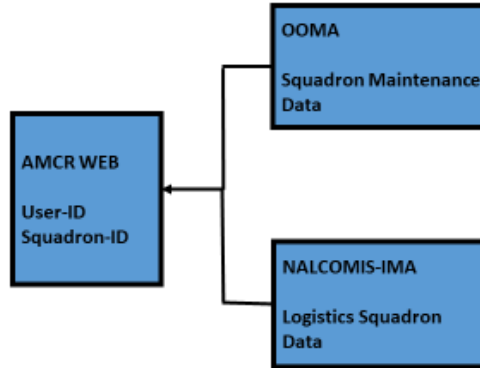 OOMA
Squadron Maintenance
Data
AMCR WEB
User-ID
Squadron-ID
NALCOMIS-IMA
Logistics Squadron
Data